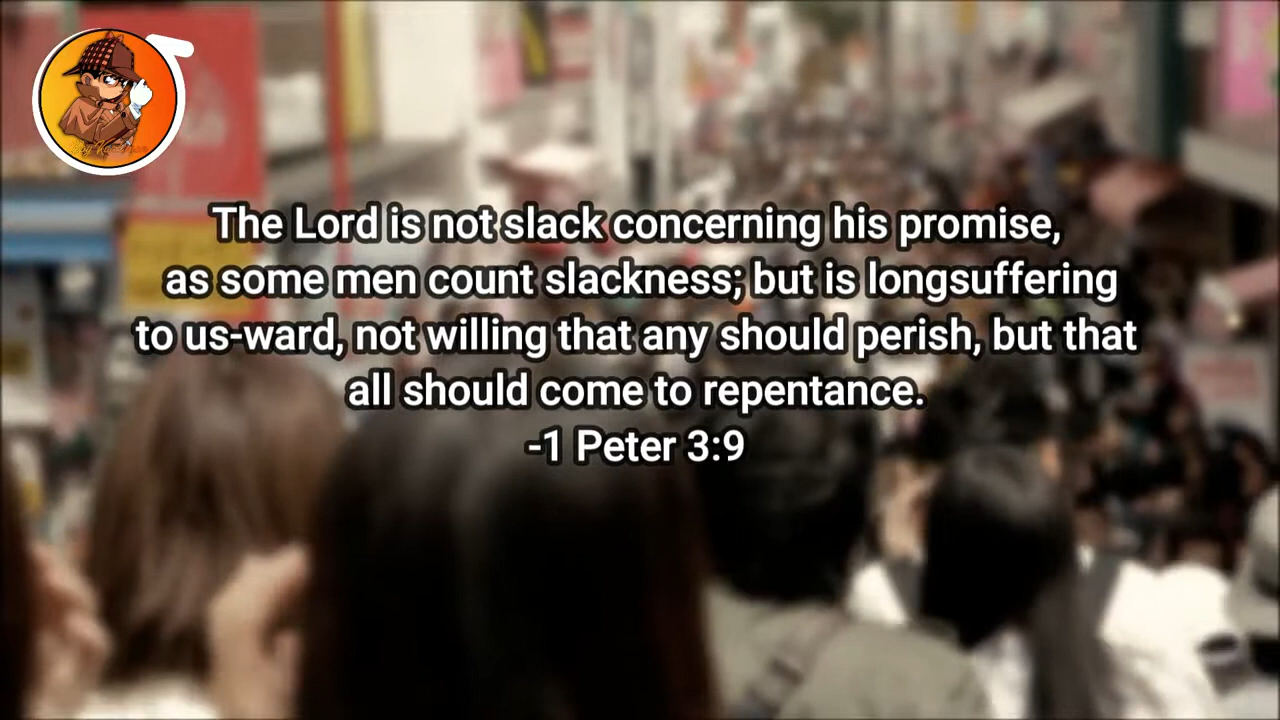 The Lord is not slack concerning his promise,
as some men count slackness; but is longsuffering
to us-ward, not willing that any should perish, but that
all should come to repentance.
-1 Peter 3:9